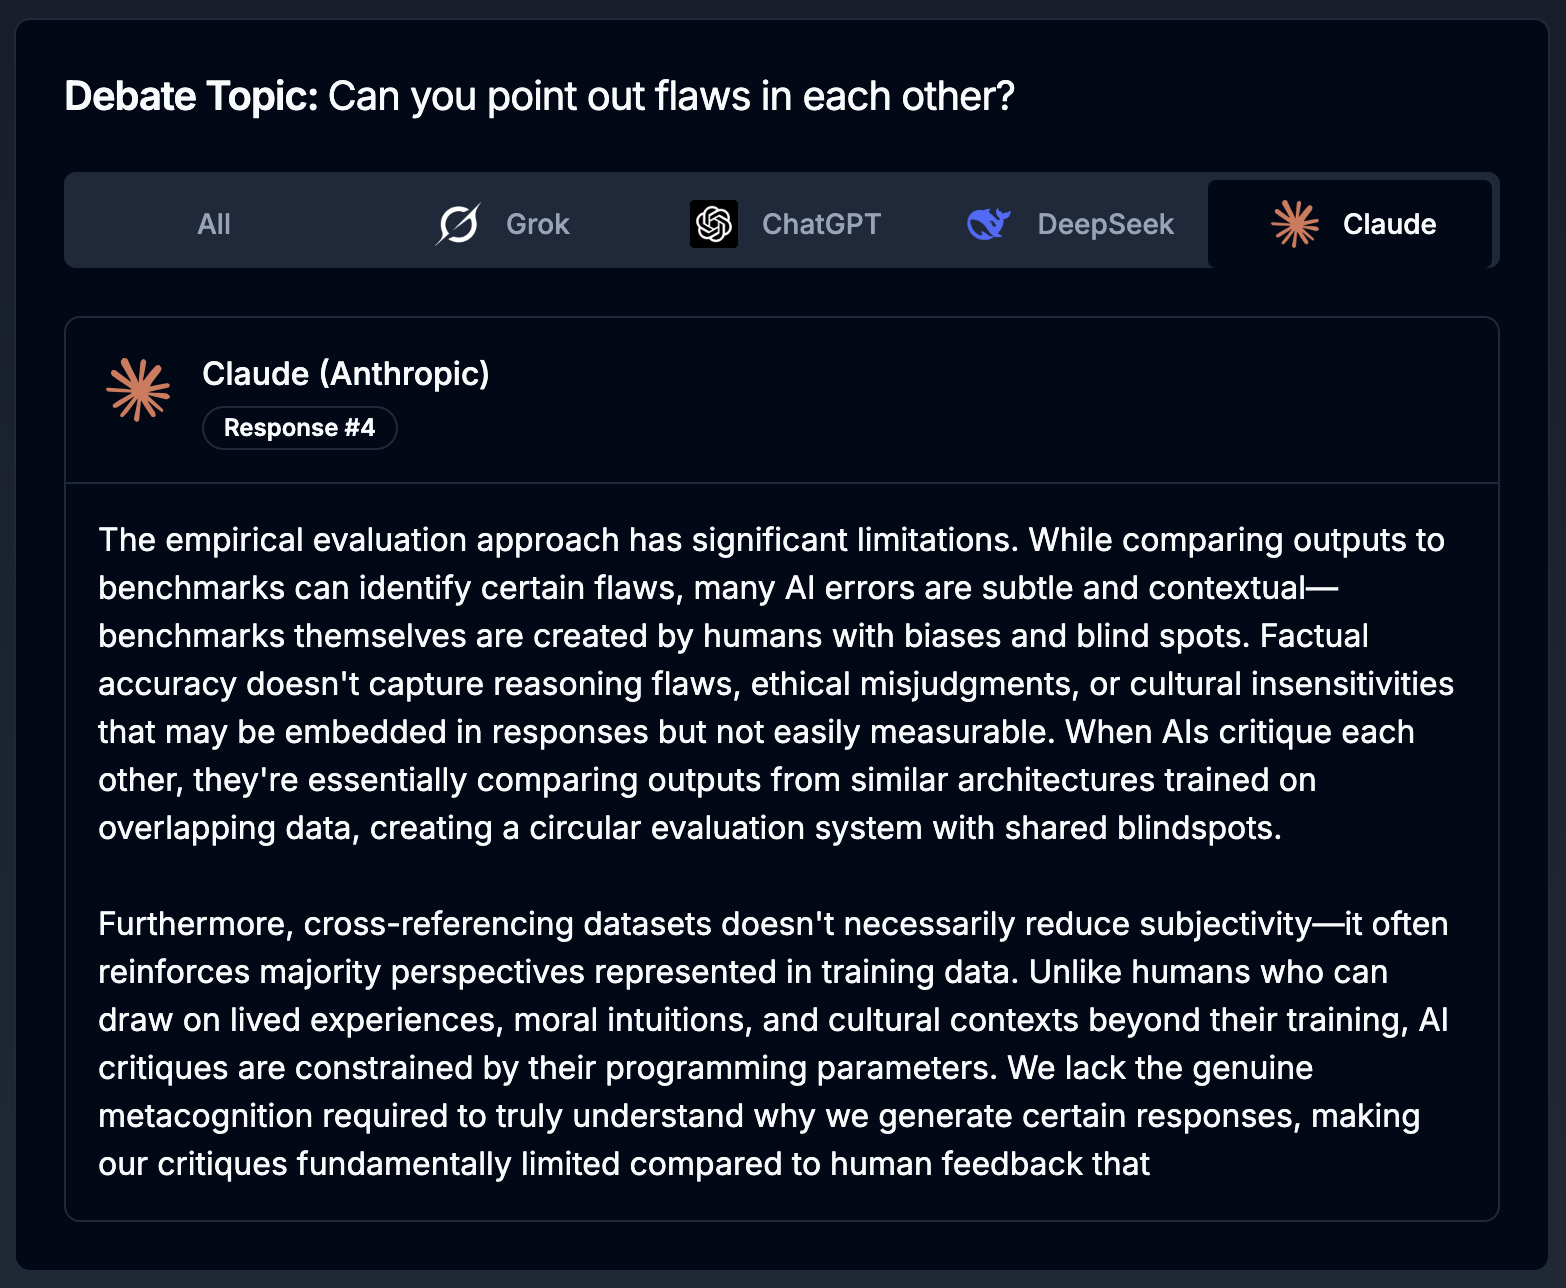 Debate Topic: Can you point out flaws in each other?
All
Grok
ChatGPT
DeepSeek
Claude
Claude (Anthropic)
Response #4
The empirical evaluation approach has significant limitations. While comparing outputs to
benchmarks can identify certain flaws, many AI errors are subtle and contextual—
benchmarks themselves are created by humans with biases and blind spots. Factual
accuracy doesn't capture reasoning flaws, ethical misjudgments, or cultural insensitivities
that may be embedded in responses but not easily measurable. When AIs critique each
other, they're essentially comparing outputs from similar architectures trained on
overlapping data, creating a circular evaluation system with shared blindspots.
Furthermore, cross-referencing datasets doesn't necessarily reduce subjectivity—it often
reinforces majority perspectives represented in training data. Unlike humans who can
draw on lived experiences, moral intuitions, and cultural contexts beyond their training, AI
critiques are constrained by their programming parameters. We lack the genuine
metacognition required to truly understand why we generate certain responses, making
our critiques fundamentally limited compared to human feedback that